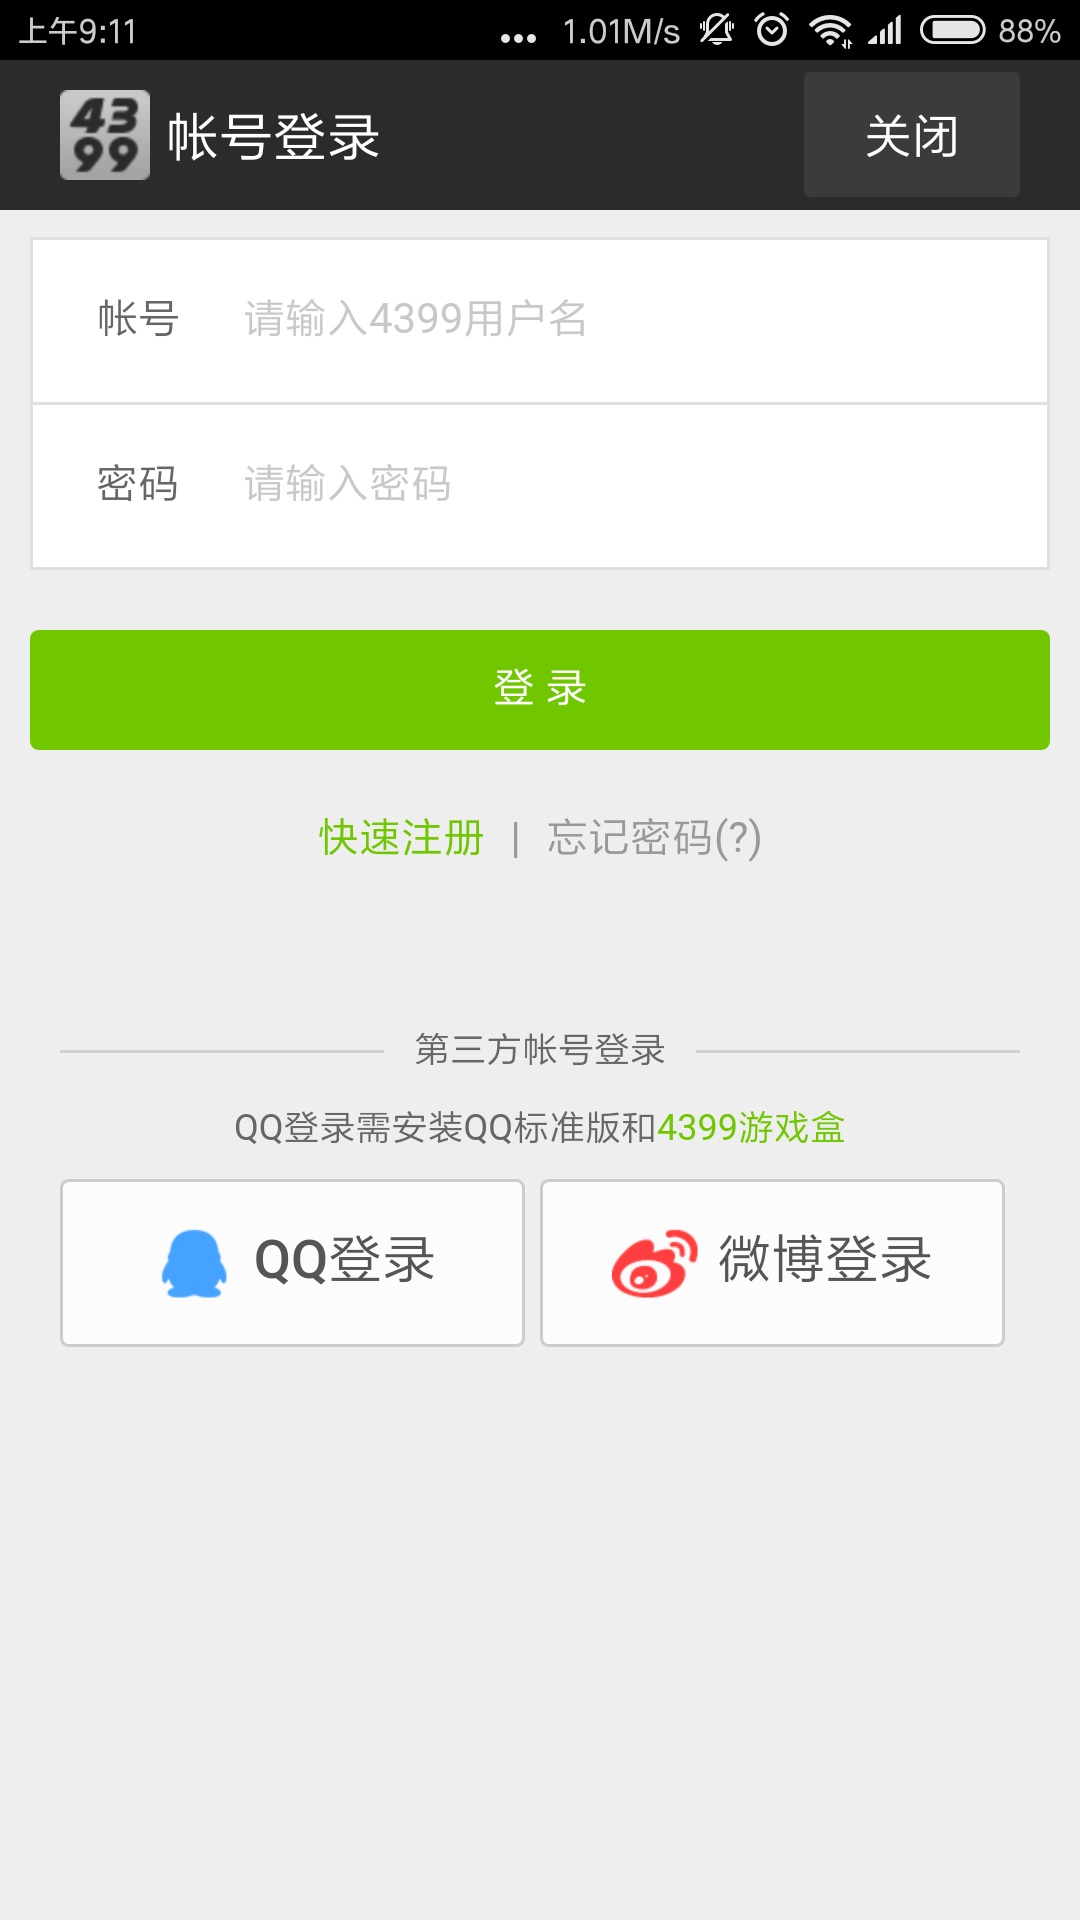 上午9:11 ... 1.01M/s 88%
4399 帐号登录 关闭
帐号 请输入4399用户名
密码 请输入密码
登 录
快速注册 | 忘记密码(?)
第三方帐号登录
QQ登录需安装QQ标准版和4399游戏盒
QQ登录 微博登录